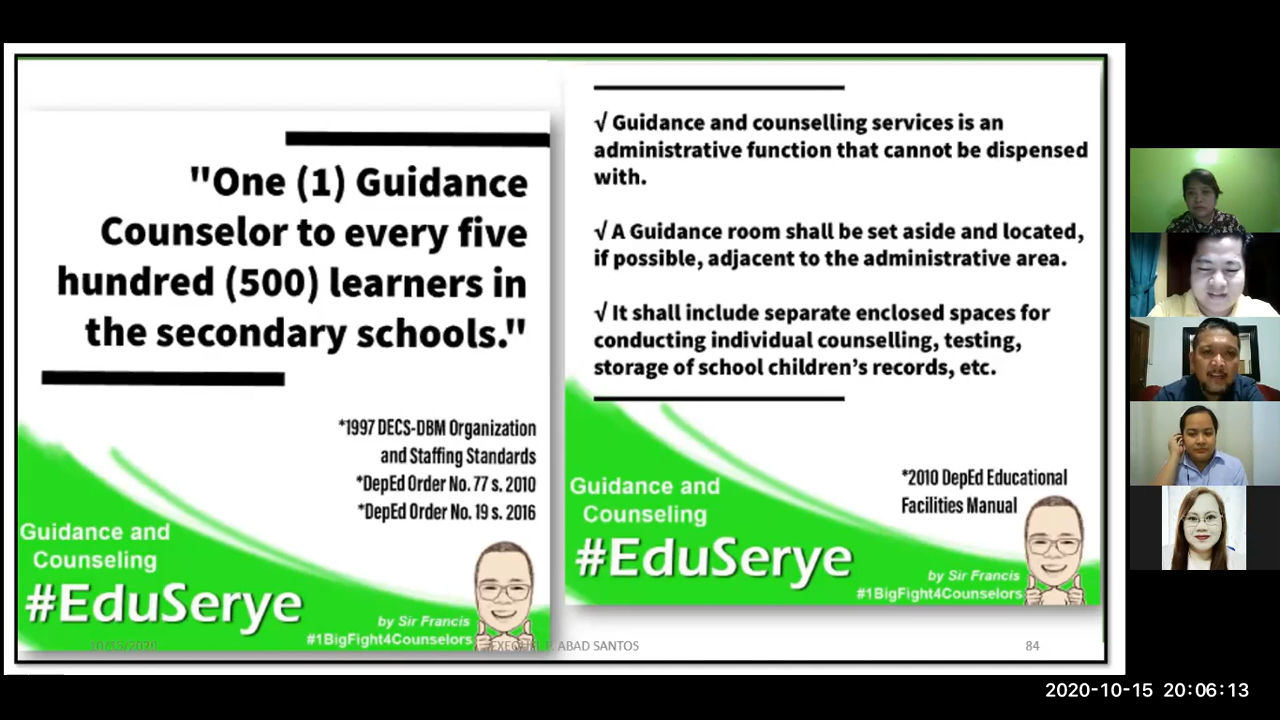 "One (1) Guidance
Counselor to every five
hundred (500) learners in
the secondary schools."
*1997 DECS-DBM Organization
and Staffing Standards
*DepEd Order No. 77 s. 2010
*DepEd Order No. 19 s. 2016
Guidance and
Counseling
#EduSerye
by Sir Francis
#1BigFight4Counselors
√ Guidance and counselling services is an
administrative function that cannot be dispensed
with.
√ A Guidance room shall be set aside and located,
if possible, adjacent to the administrative area.
√ It shall include separate enclosed spaces for
conducting individual counselling, testing,
storage of school children's records, etc.
*2010 DepEd Educational
Facilities Manual
Guidance and
Counseling
#EduSerye
by Sir Francis
#1BigFight4Counselors
10/15/2020
ABAD SANTOS
84
2020-10-15 20:06:13